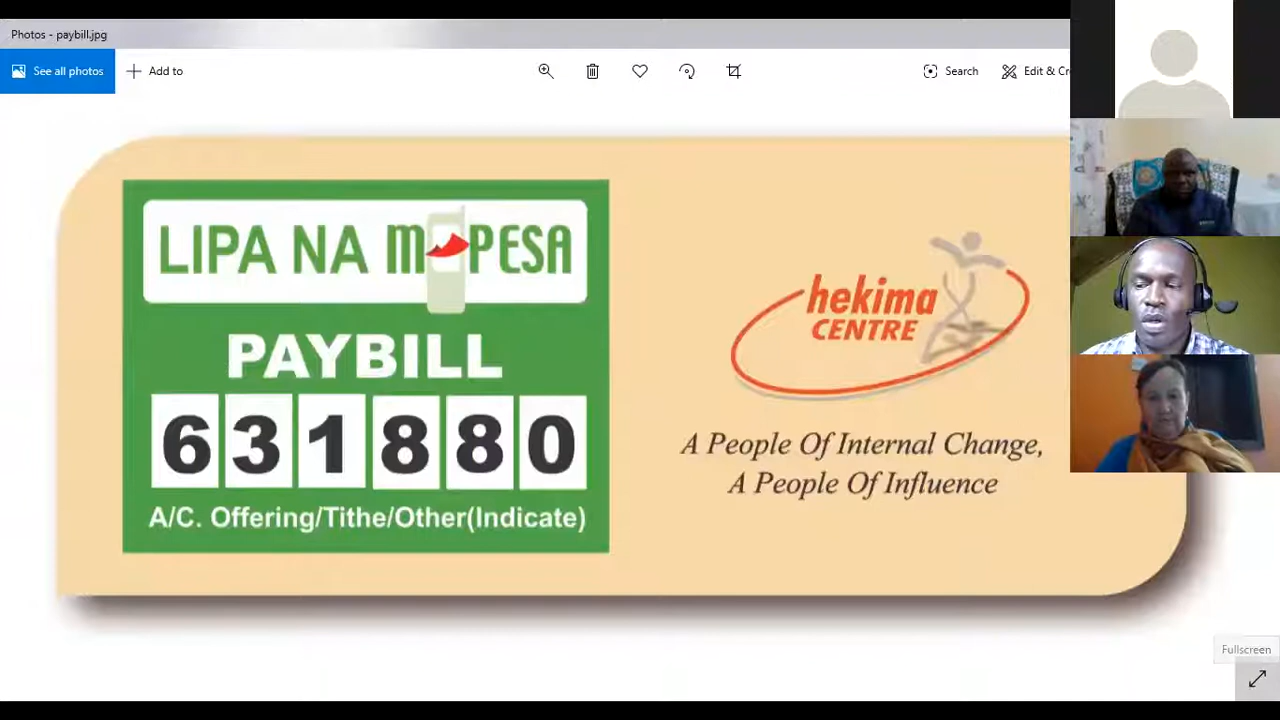 Photos - paybill.jpg
See all photos
Add to
Search
Edit & Cr
LIPA NA M PESA
PAYBILL
631880
A/C. Offering/Tithe/Other(Indicate)
hekima
CENTRE
A People Of Internal Change,
A People Of Influence
Fullscreen